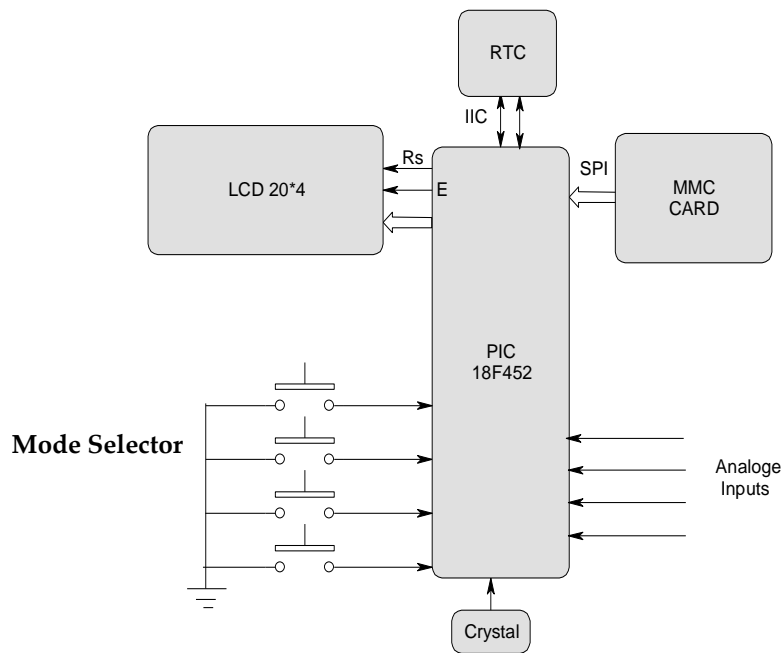 RTC
IIC
LCD 20*4
Rs
E
SPI
MMC
CARD
PIC
18F452
Mode Selector
Analoge
Inputs
Crystal